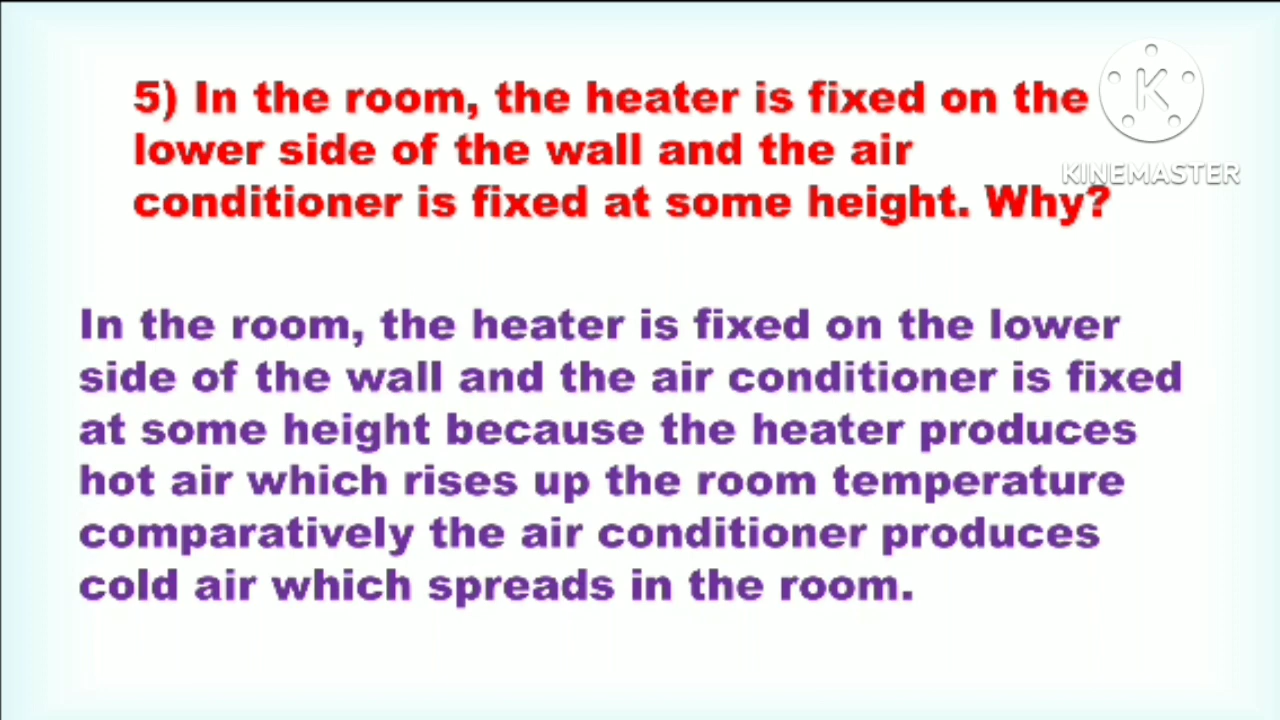 5) In the room, the heater is fixed on the
lower side of the wall and the air
conditioner is fixed at some height. Why?
KINEMASTER
In the room, the heater is fixed on the lower
side of the wall and the air conditioner is fixed
at some height because the heater produces
hot air which rises up the room temperature
comparatively the air conditioner produces
cold air which spreads in the room.